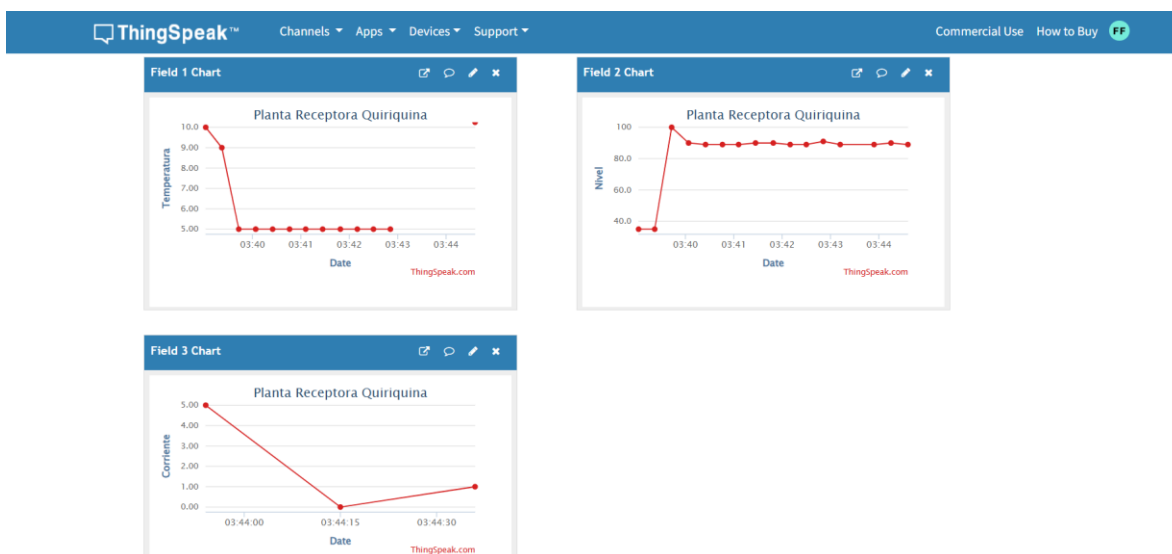 ThingSpeak™ Channels Apps Devices Support Commercial Use How to Buy FF
Field 1 Chart
Planta Receptora Quiriquina
10.0
9.00
8.00
7.00
6.00
5.00
Temperatura
03:40 03:41 03:42 03:43 03:44
Date
ThingSpeak.com
Field 2 Chart
Planta Receptora Quiriquina
100
80.0
60.0
40.0
Nivel
03:40 03:41 03:42 03:43 03:44
Date
ThingSpeak.com
Field 3 Chart
Planta Receptora Quiriquina
5.00
4.00
3.00
2.00
1.00
0.00
Corriente
03:44:00 03:44:15 03:44:30
Date
ThingSpeak.com